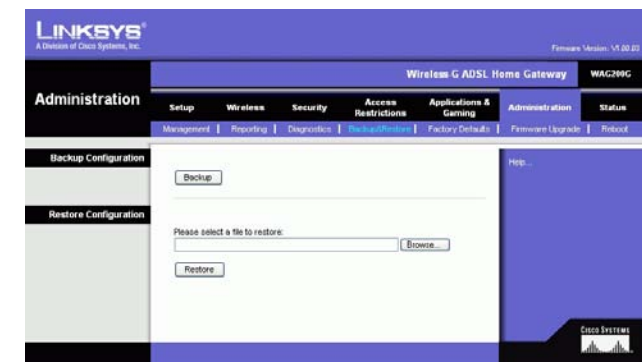 LINKSYS®
A Division of Cisco Systems, Inc.
Firmware Version: V1.00.03
Wireless-G ADSL Home Gateway WAG200G
Administration
Setup Wireless Security Access Restrictions Applications & Gaming Administration Status
Management | Reporting | Diagnostics | Backup&Restore | Factory Defaults | Firmware Upgrade | Reboot
Backup Configuration
Backup
Help...
Restore Configuration
Please select a file to restore:
Browse...
Restore
CISCO SYSTEMS